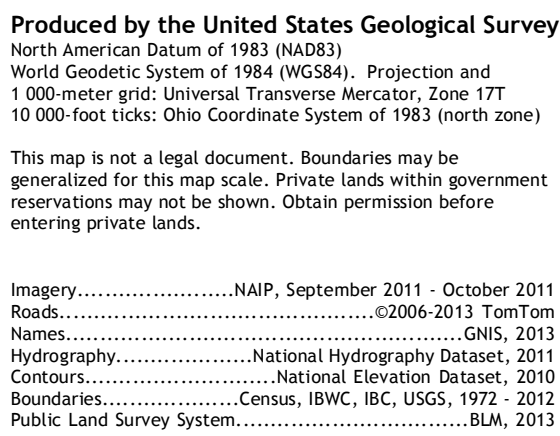 Produced by the United States Geological Survey
North American Datum of 1983 (NAD83)
World Geodetic System of 1984 (WGS84).  Projection and
1 000-meter grid: Universal Transverse Mercator, Zone 17T
10 000-foot ticks: Ohio Coordinate System of 1983 (north zone)
This map is not a legal document. Boundaries may be
generalized for this map scale. Private lands within government
reservations may not be shown. Obtain permission before
entering private lands.
Imagery.......................NAIP, September 2011 - October 2011
Roads..............................................©2006-2013 TomTom
Names...........................................................GNIS, 2013
Hydrography....................National Hydrography Dataset, 2011
Contours.........................National Elevation Dataset, 2010
Boundaries....................Census, IBWC, IBC, USGS, 1972 - 2012
Public Land Survey System..................................BLM, 2013